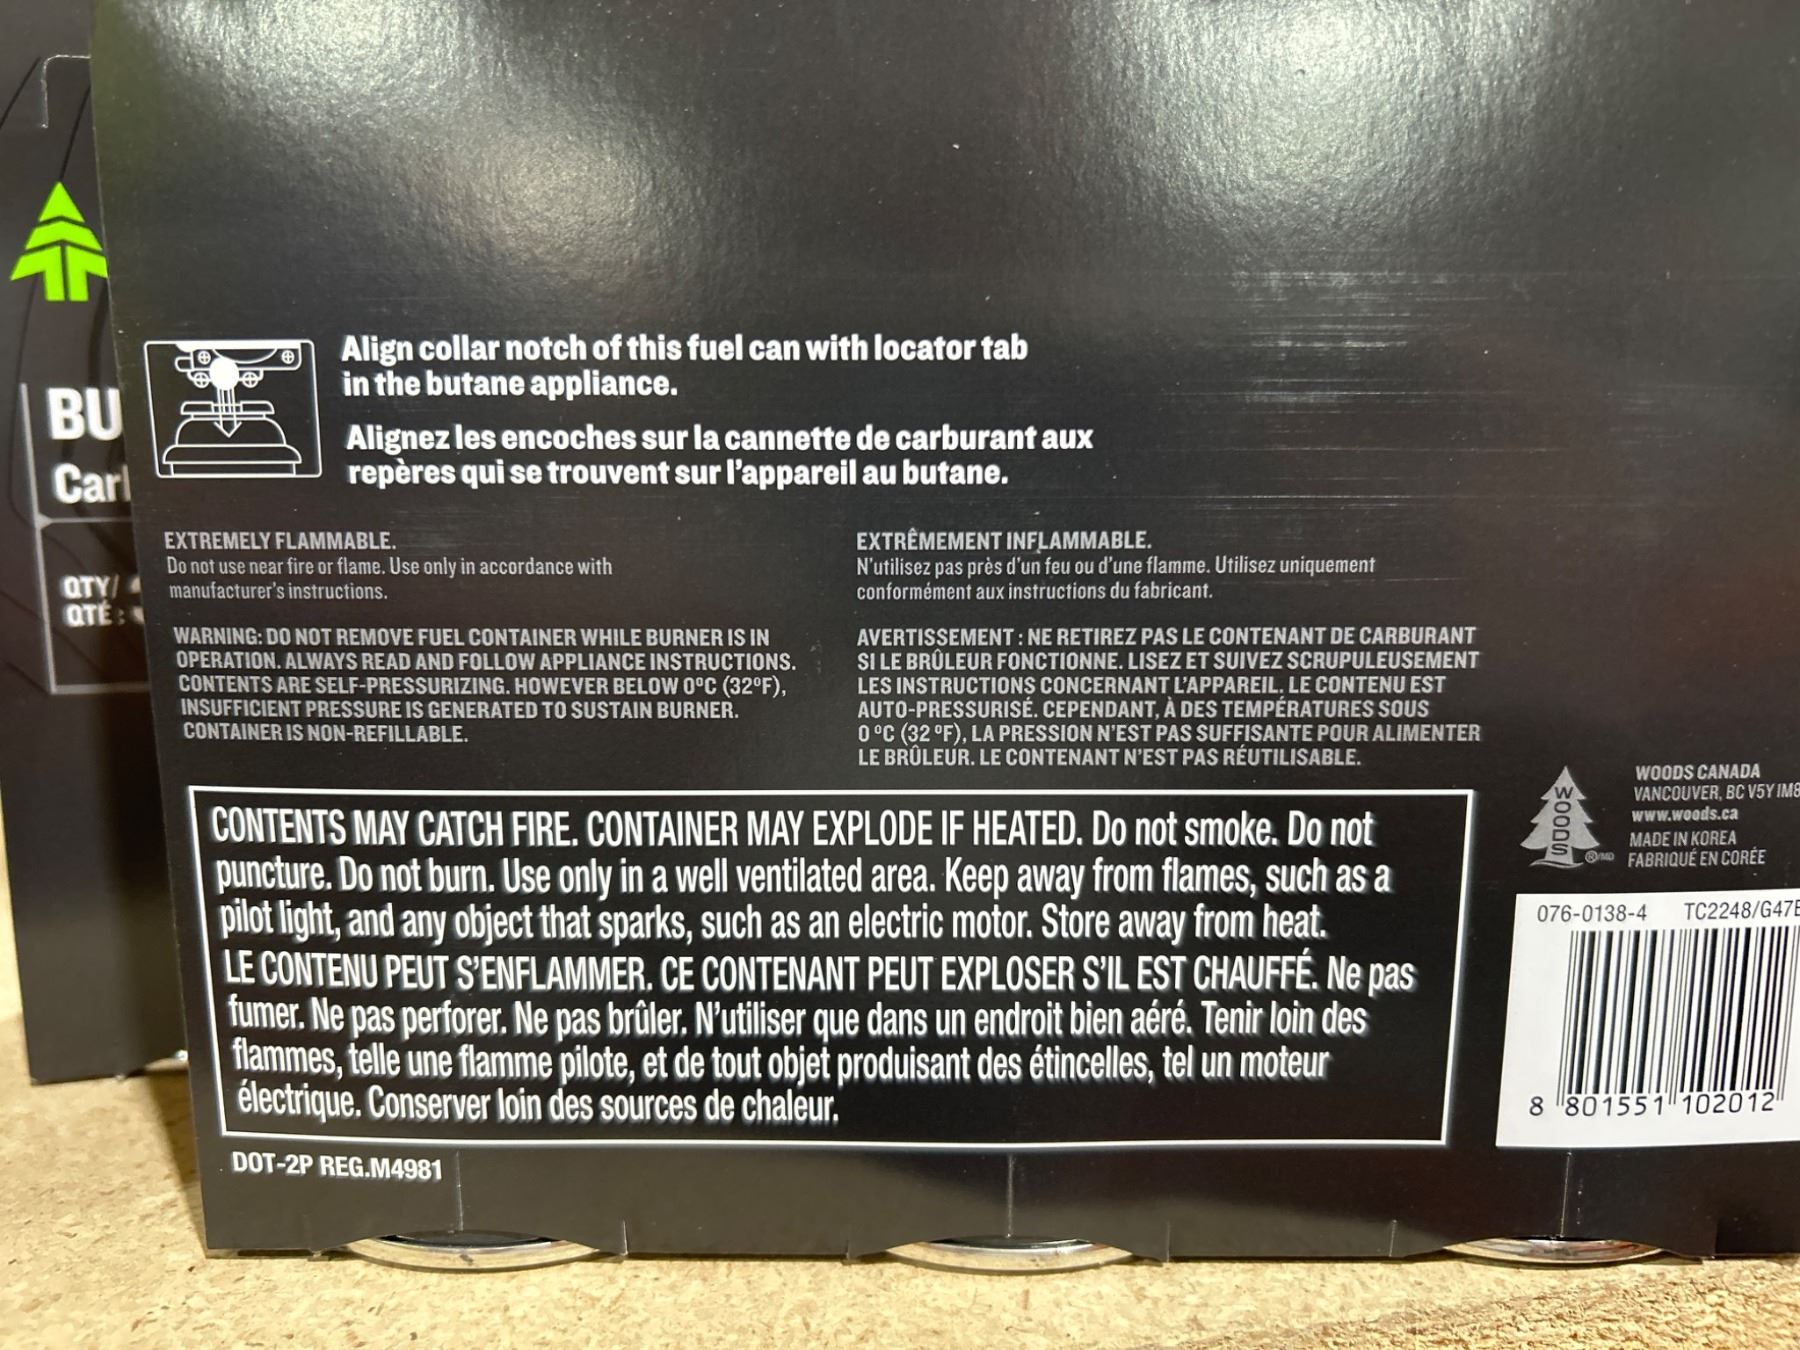 BU
Car
QTY/
QTÉ:
Align collar notch of this fuel can with locator tab
in the butane appliance.
Alignez les encoches sur la cannette de carburant aux
repères qui se trouvent sur l'appareil au butane.
EXTREMELY FLAMMABLE.
Do not use near fire or flame. Use only in accordance with
manufacturer's instructions.
WARNING: DO NOT REMOVE FUEL CONTAINER WHILE BURNER IS IN
OPERATION. ALWAYS READ AND FOLLOW APPLIANCE INSTRUCTIONS.
CONTENTS ARE SELF-PRESSURIZING. HOWEVER BELOW 0°C (32°F),
INSUFFICIENT PRESSURE IS GENERATED TO SUSTAIN BURNER.
CONTAINER IS NON-REFILLABLE.
EXTRÊMEMENT INFLAMMABLE.
N'utilisez pas près d'un feu ou d'une flamme. Utilisez uniquement
conformément aux instructions du fabricant.
AVERTISSEMENT : NE RETIREZ PAS LE CONTENANT DE CARBURANT
SI LE BRÛLEUR FONCTIONNE. LISEZ ET SUIVEZ SCRUPULEUSEMENT
LES INSTRUCTIONS CONCERNANT L'APPAREIL. LE CONTENU EST
AUTO-PRESSURISÉ. CEPENDANT, À DES TEMPÉRATURES SOUS
0 °C (32 °F), LA PRESSION N'EST PAS SUFFISANTE POUR ALIMENTER
LE BRÛLEUR. LE CONTENANT N'EST PAS RÉUTILISABLE.
CONTENTS MAY CATCH FIRE. CONTAINER MAY EXPLODE IF HEATED. Do not smoke. Do not
puncture. Do not burn. Use only in a well ventilated area. Keep away from flames, such as a
pilot light, and any object that sparks, such as an electric motor. Store away from heat.
LE CONTENU PEUT S'ENFLAMMER. CE CONTENANT PEUT EXPLOSER S'IL EST CHAUFFÉ. Ne pas
fumer. Ne pas perforer. Ne pas brûler. N'utiliser que dans un endroit bien aéré. Tenir loin des
flammes, telle une flamme pilote, et de tout objet produisant des étincelles, tel un moteur
électrique. Conserver loin des sources de chaleur.
DOT-2P REG.M4981
WOODS
®/MD
WOODS CANADA
VANCOUVER, BC V5Y 1M8
www.woods.ca
MADE IN KOREA
FABRIQUÉ EN CORÉE
076-0138-4 TC2248/G47E
8 801551 102012